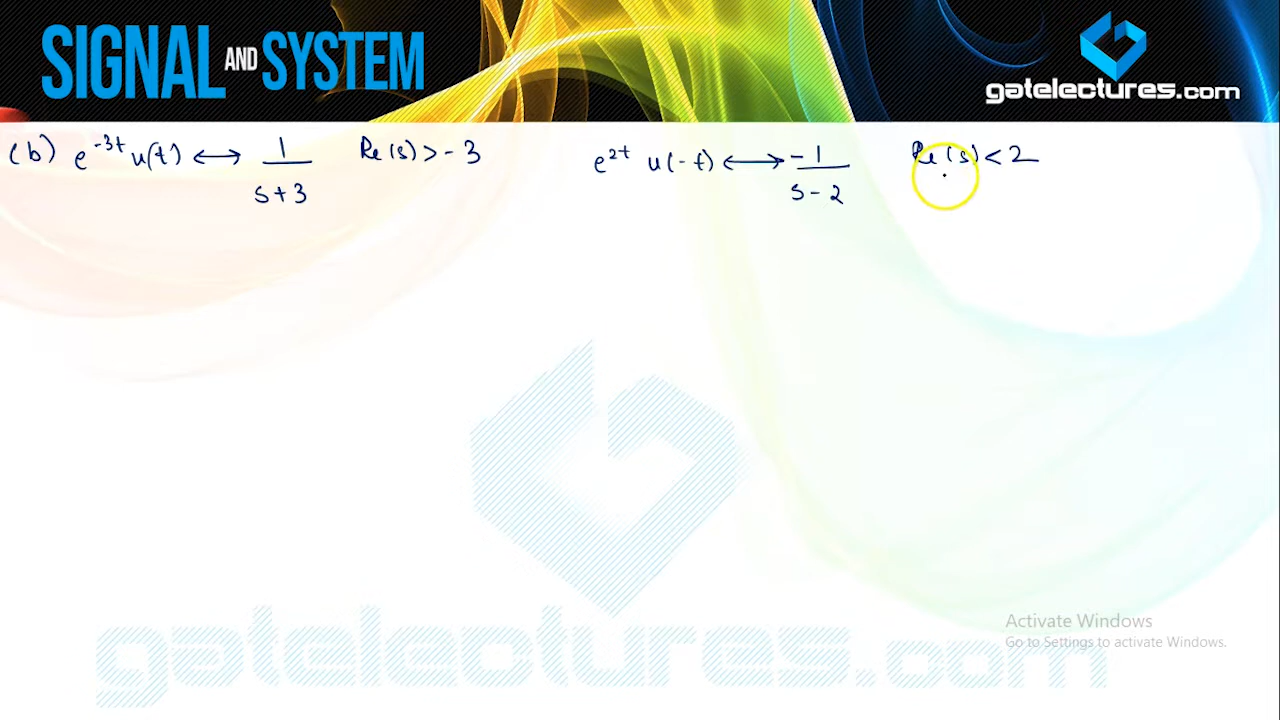 SIGNAL AND SYSTEM
gatelectures.com
(b) e^{-3t} u(t) ⟷ 1/(s+3) Re(s) > -3 e^{2t} u(-t) ⟷ -1/(s-2) Re(s) < 2
gatelectures.com
Activate Windows
Go to Settings to activate Windows.